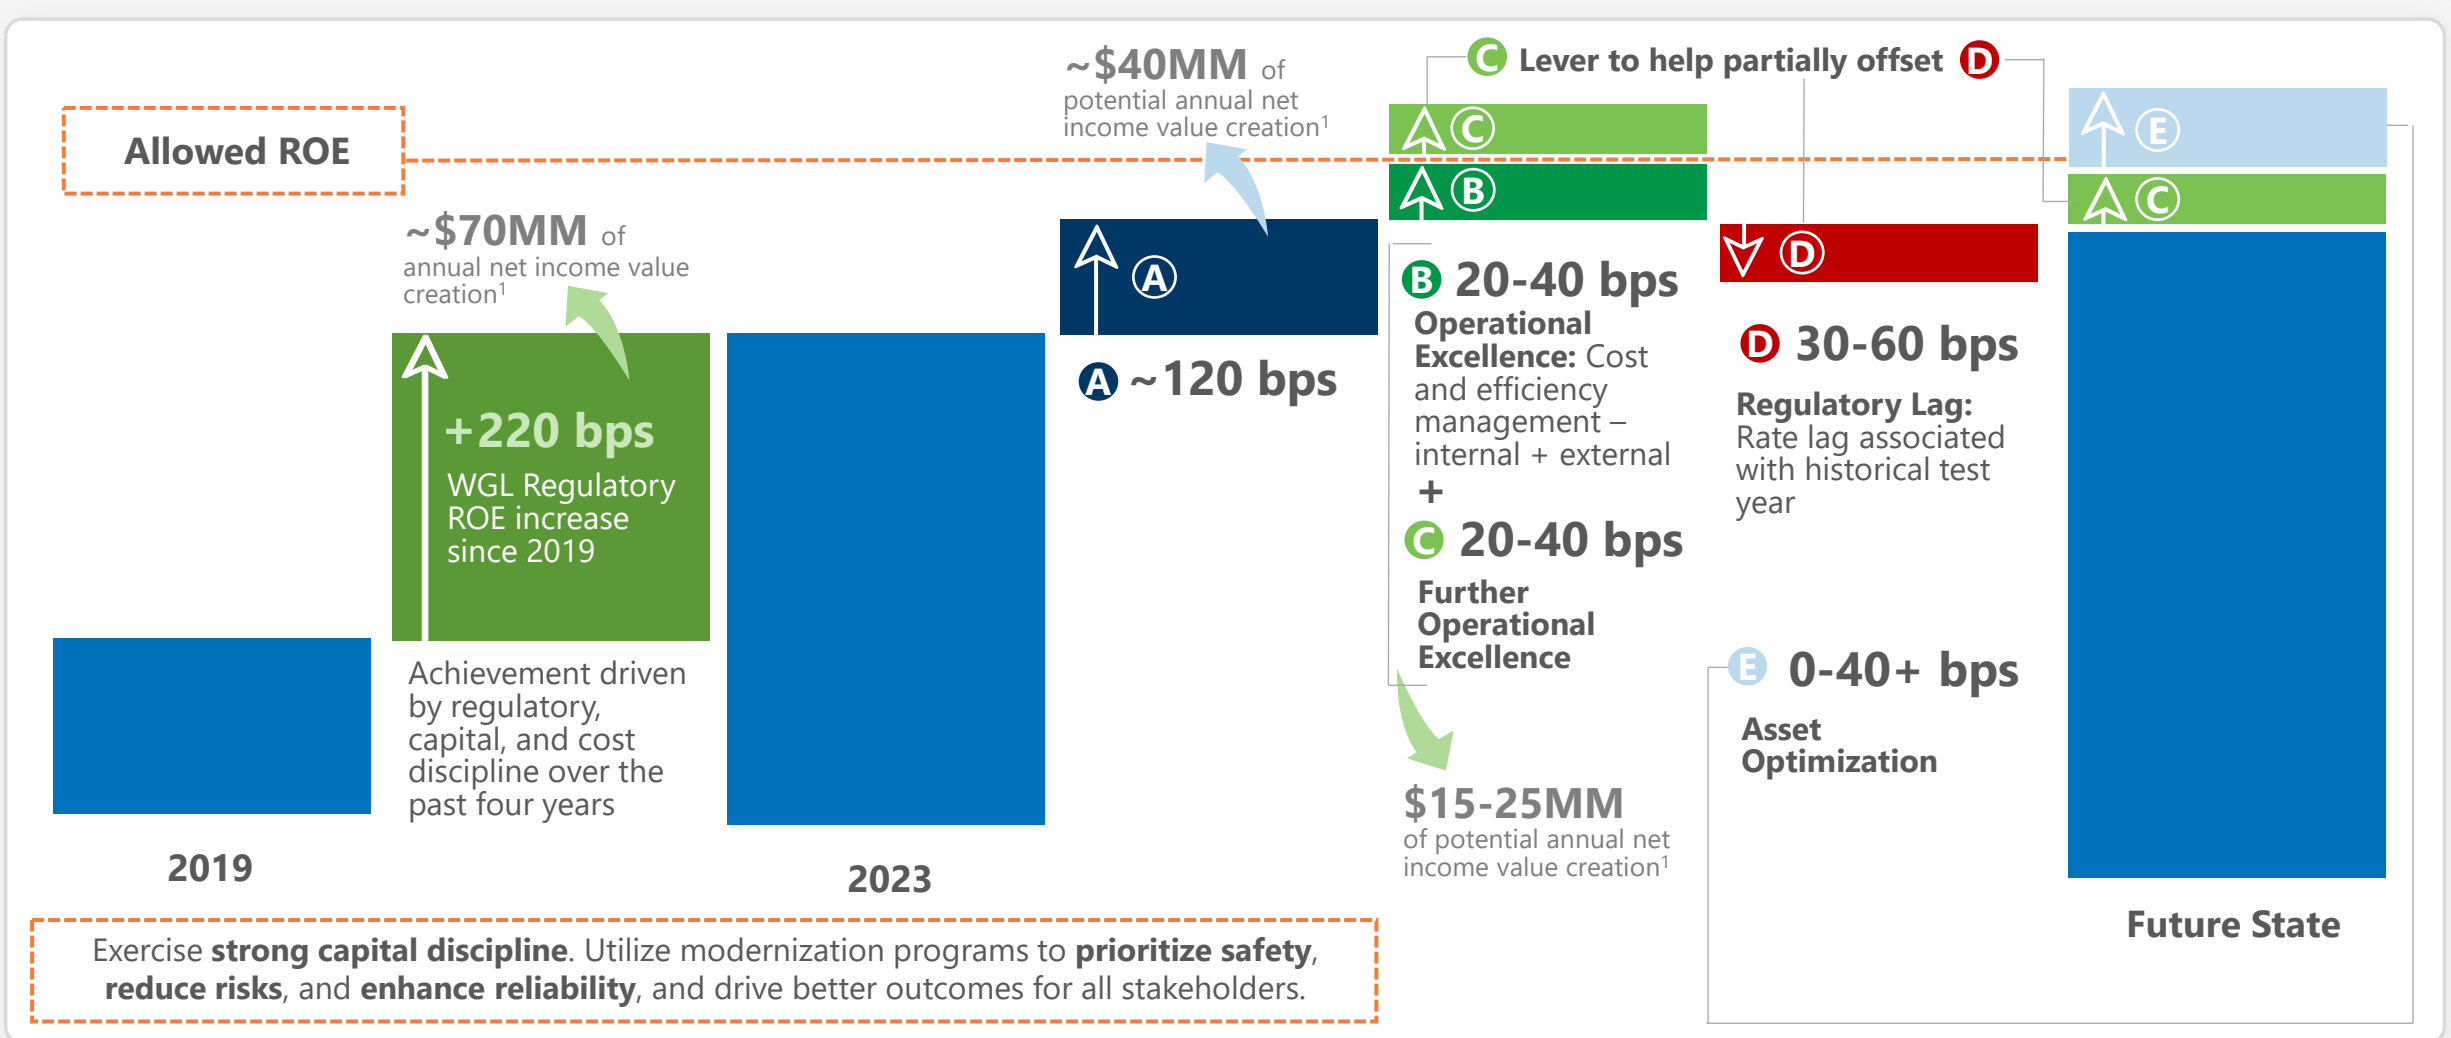 Allowed ROE
~$70MM of
annual net income value
creation¹
+220 bps
WGL Regulatory
ROE increase
since 2019
Achievement driven
by regulatory,
capital, and cost
discipline over the
past four years
2019
2023
~$40MM of
potential annual net
income value creation¹
A
A ~120 bps
C Lever to help partially offset D
C
B
B 20-40 bps
Operational
Excellence: Cost
and efficiency
management –
internal + external
+
C 20-40 bps
Further
Operational
Excellence
$15-25MM
of potential annual net
income value creation¹
D
D 30-60 bps
Regulatory Lag:
Rate lag associated
with historical test
year
E 0-40+ bps
Asset
Optimization
E
C
Future State
Exercise strong capital discipline. Utilize modernization programs to prioritize safety,
reduce risks, and enhance reliability, and drive better outcomes for all stakeholders.